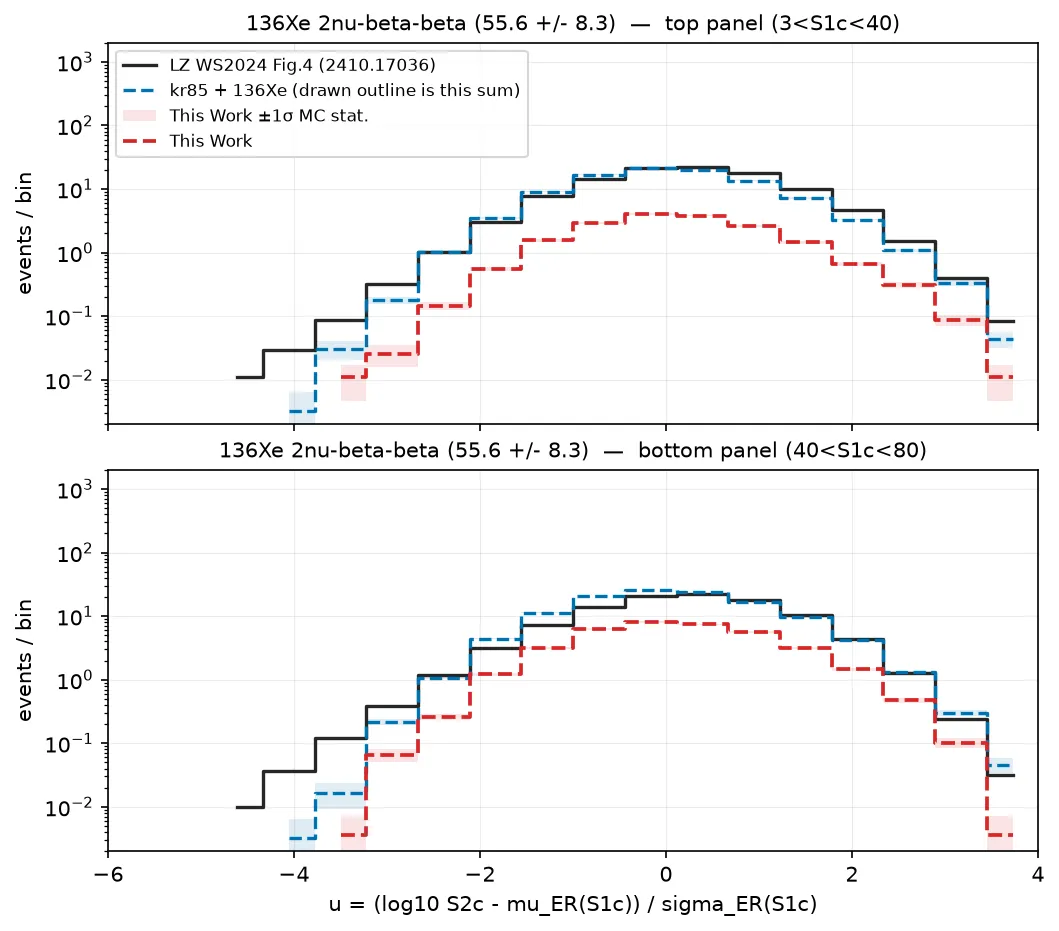 136Xe 2nu-beta-beta (55.6 +/- 8.3)  —  top panel (3<S1c<40)
LZ WS2024 Fig.4 (2410.17036)
kr85 + 136Xe (drawn outline is this sum)
This Work ±1σ MC stat.
This Work
events / bin
10³
10²
10¹
10⁰
10⁻¹
10⁻²
136Xe 2nu-beta-beta (55.6 +/- 8.3)  —  bottom panel (40<S1c<80)
events / bin
10³
10²
10¹
10⁰
10⁻¹
10⁻²
−6 −4 −2 0 2 4
u = (log10 S2c - mu_ER(S1c)) / sigma_ER(S1c)